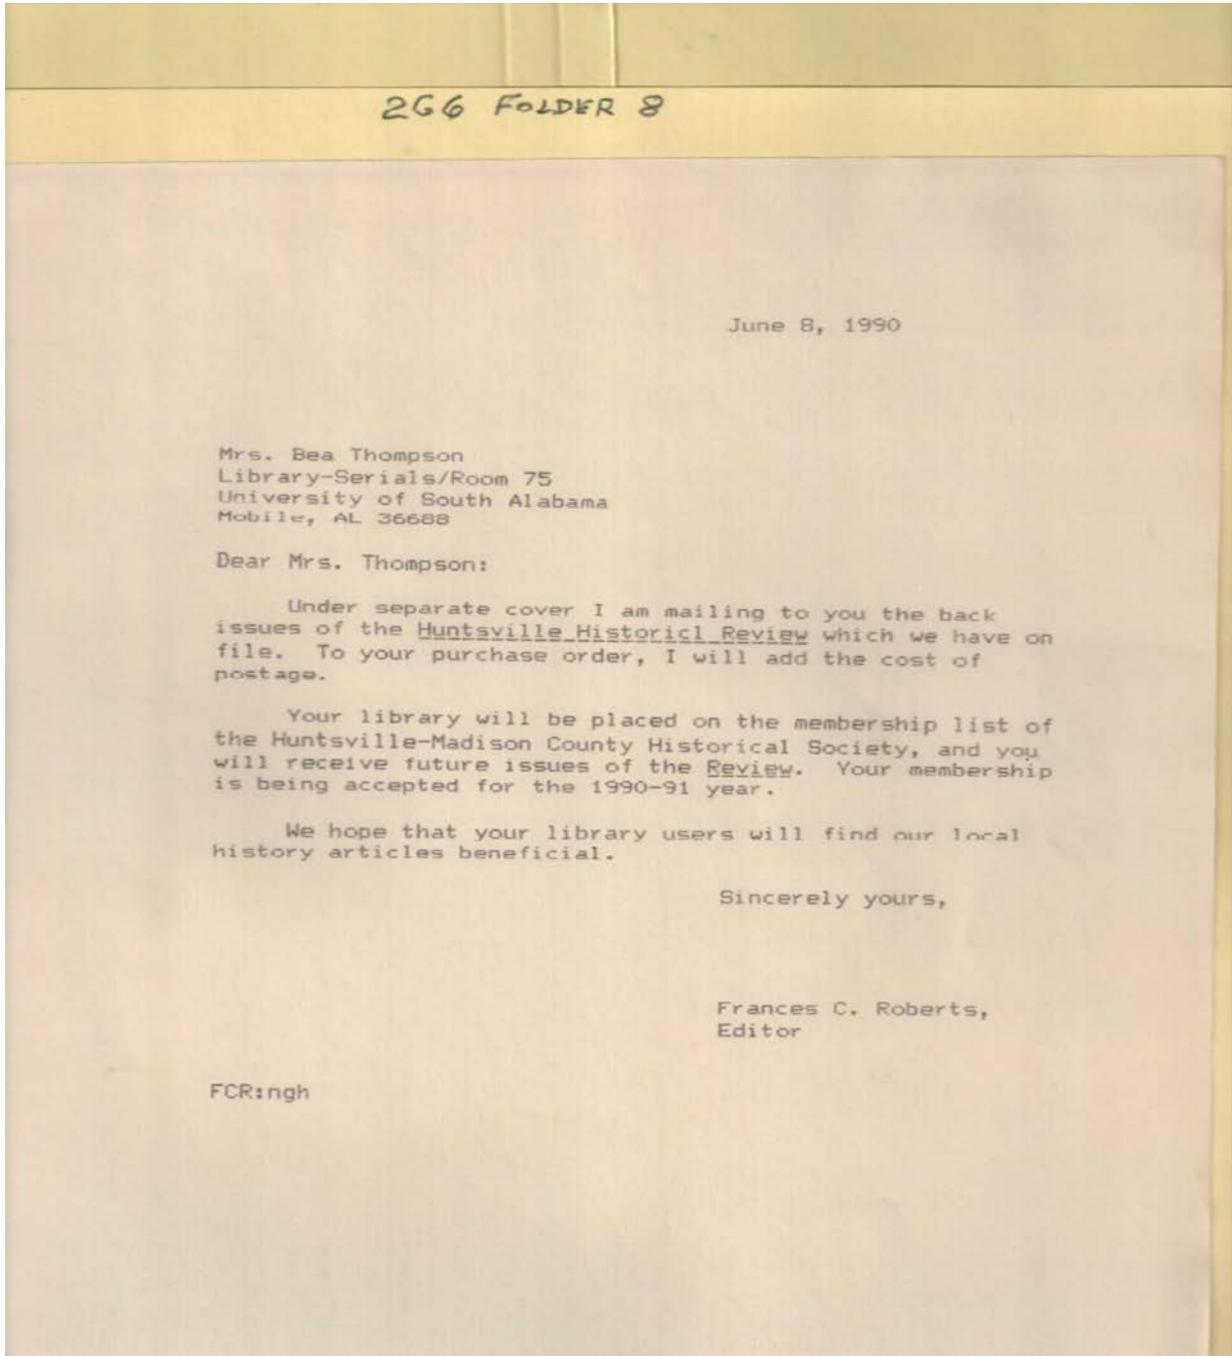 2G6 FOLDER 8
June 8, 1990
Mrs. Bea Thompson
Library-Serials/Room 75
University of South Alabama
Mobile, AL 36688
Dear Mrs. Thompson:
Under separate cover I am mailing to you the back
issues of the Huntsville Historicl Review which we have on
file. To your purchase order, I will add the cost of
postage.
Your library will be placed on the membership list of
the Huntsville-Madison County Historical Society, and you
will receive future issues of the Review. Your membership
is being accepted for the 1990-91 year.
We hope that your library users will find our local
history articles beneficial.
Sincerely yours,
Frances C. Roberts,
Editor
FCR:ngh